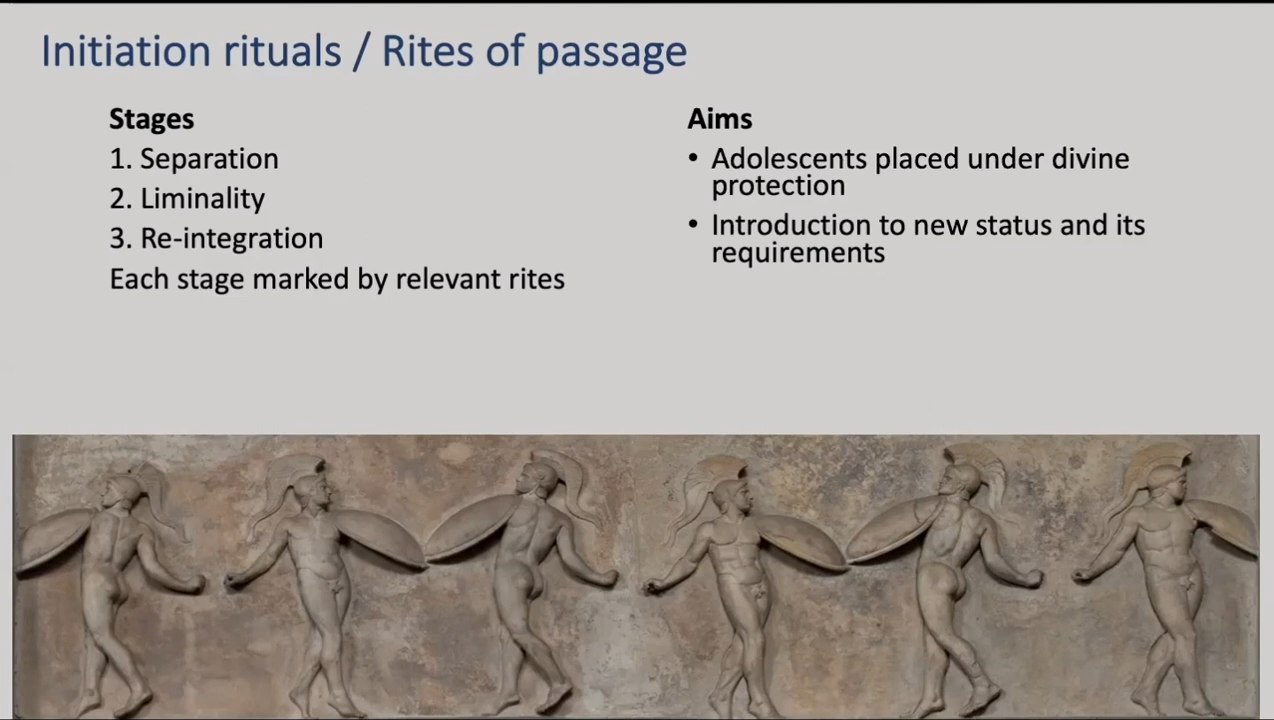 Initiation rituals / Rites of passage
Stages
1. Separation
2. Liminality
3. Re-integration
Each stage marked by relevant rites
Aims
• Adolescents placed under divine
protection
• Introduction to new status and its
requirements